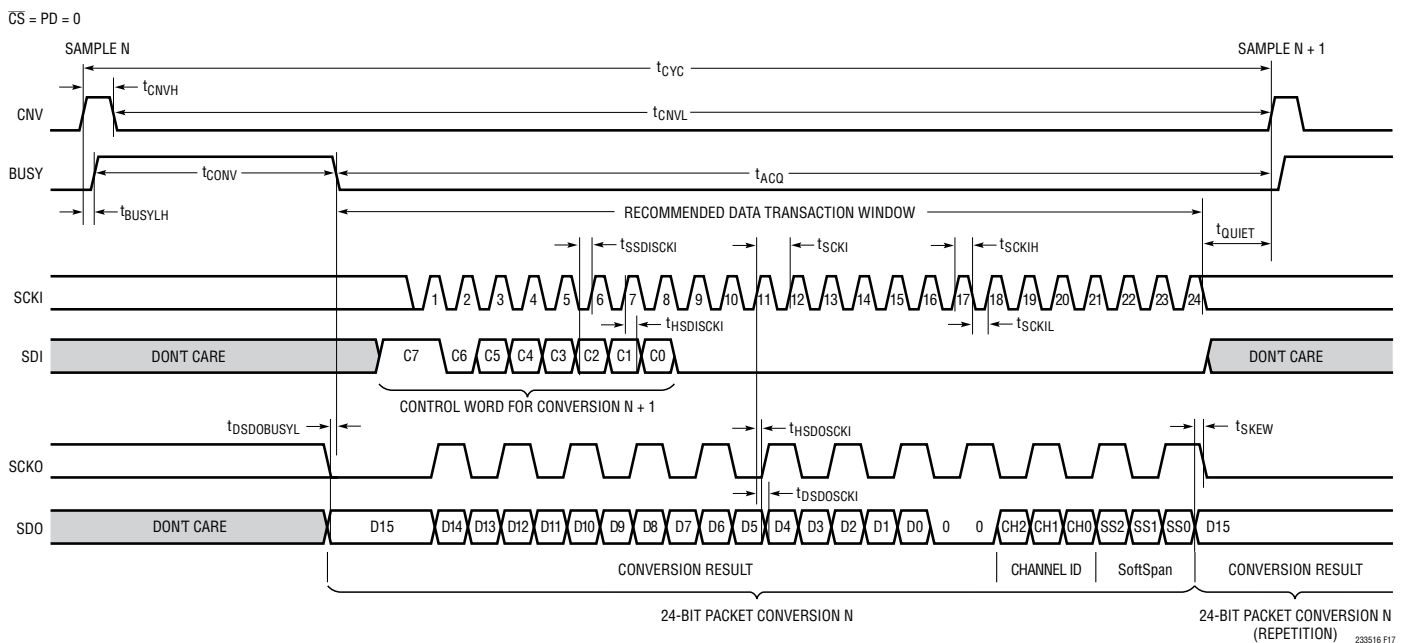 CS = PD = 0
SAMPLE N
SAMPLE N + 1
tCYC
tCNVH
CNV
tCNVL
BUSY
tCONV
tACQ
tBUSYLH
RECOMMENDED DATA TRANSACTION WINDOW
tQUIET
tSSDISCKI
tSCKI
tSCKIH
SCKI
1 2 3 4 5 6 7 8 9 10 11 12 13 14 15 16 17 18 19 20 21 22 23 24
tHSDISCKI
tSCKIL
SDI
DON'T CARE
C7 C6 C5 C4 C3 C2 C1 C0
DON'T CARE
CONTROL WORD FOR CONVERSION N + 1
tDSDOBUSYL
tHSDOSCKI
tSKEW
SCKO
tDSDOSCKI
SDO
DON'T CARE
D15 D14 D13 D12 D11 D10 D9 D8 D7 D6 D5 D4 D3 D2 D1 D0 0 0 CH2 CH1 CH0 SS2 SS1 SS0 D15
CONVERSION RESULT
CHANNEL ID
SoftSpan
CONVERSION RESULT
24-BIT PACKET CONVERSION N
24-BIT PACKET CONVERSION N
(REPETITION)
233516 F17